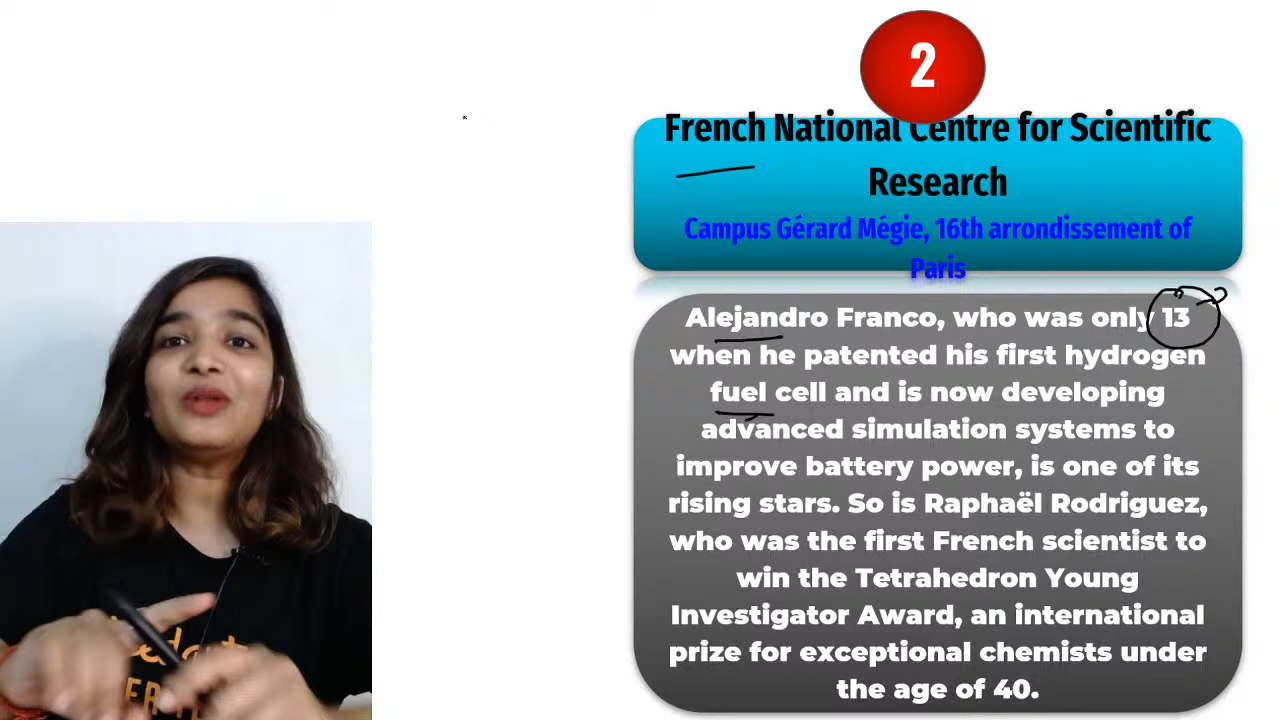 2
French National Centre for Scientific
Research
Campus Gérard Mégie, 16th arrondissement of
Paris
Alejandro Franco, who was only 13
when he patented his first hydrogen
fuel cell and is now developing
advanced simulation systems to
improve battery power, is one of its
rising stars. So is Raphaël Rodriguez,
who was the first French scientist to
win the Tetrahedron Young
Investigator Award, an international
prize for exceptional chemists under
the age of 40.